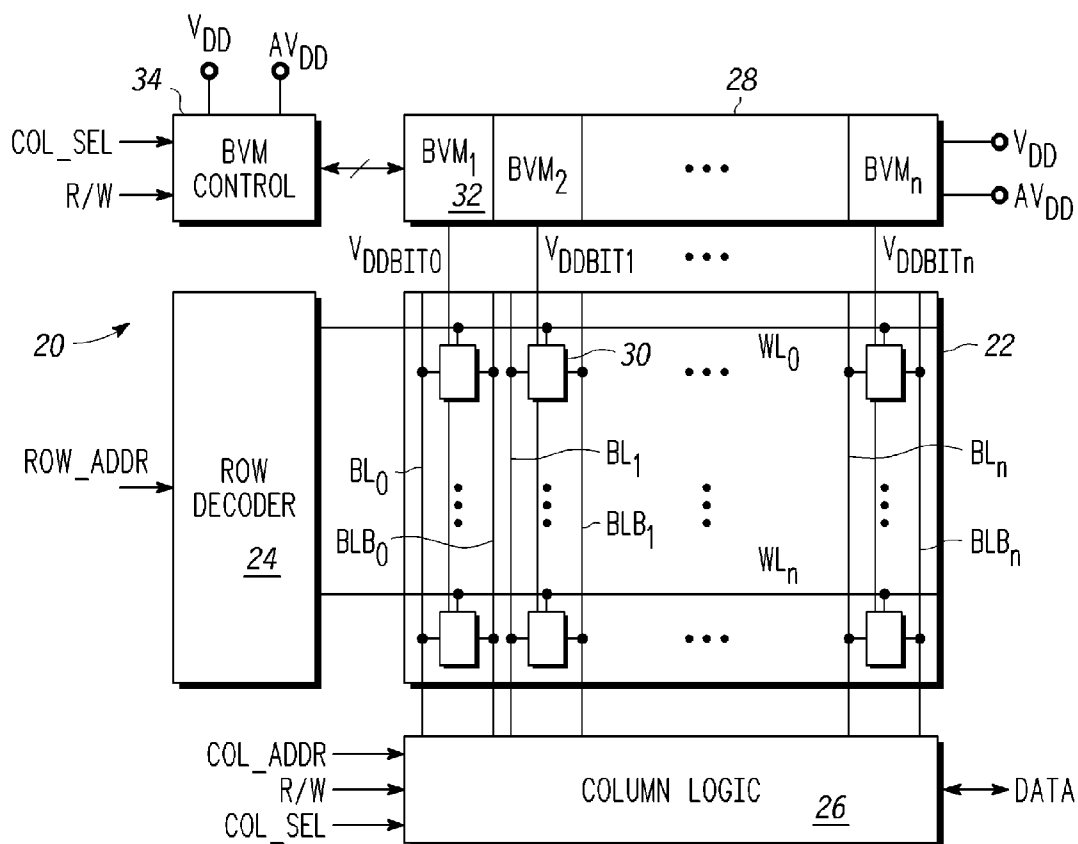 V_DD AV_DD
34
28
COL_SEL
R/W
BVM CONTROL
BVM_1
32
BVM_2
•••
BVM_n
V_DD
AV_DD
V_DDBIT0
V_DDBIT1
•••
V_DDBITn
20
ROW_ADDR
ROW DECODER
24
30
WL_0
22
•••
BL_0
BL_1
BL_n
BLB_0
BLB_1
BLB_n
WL_n
•••
COL_ADDR
R/W
COL_SEL
COLUMN LOGIC
26
DATA